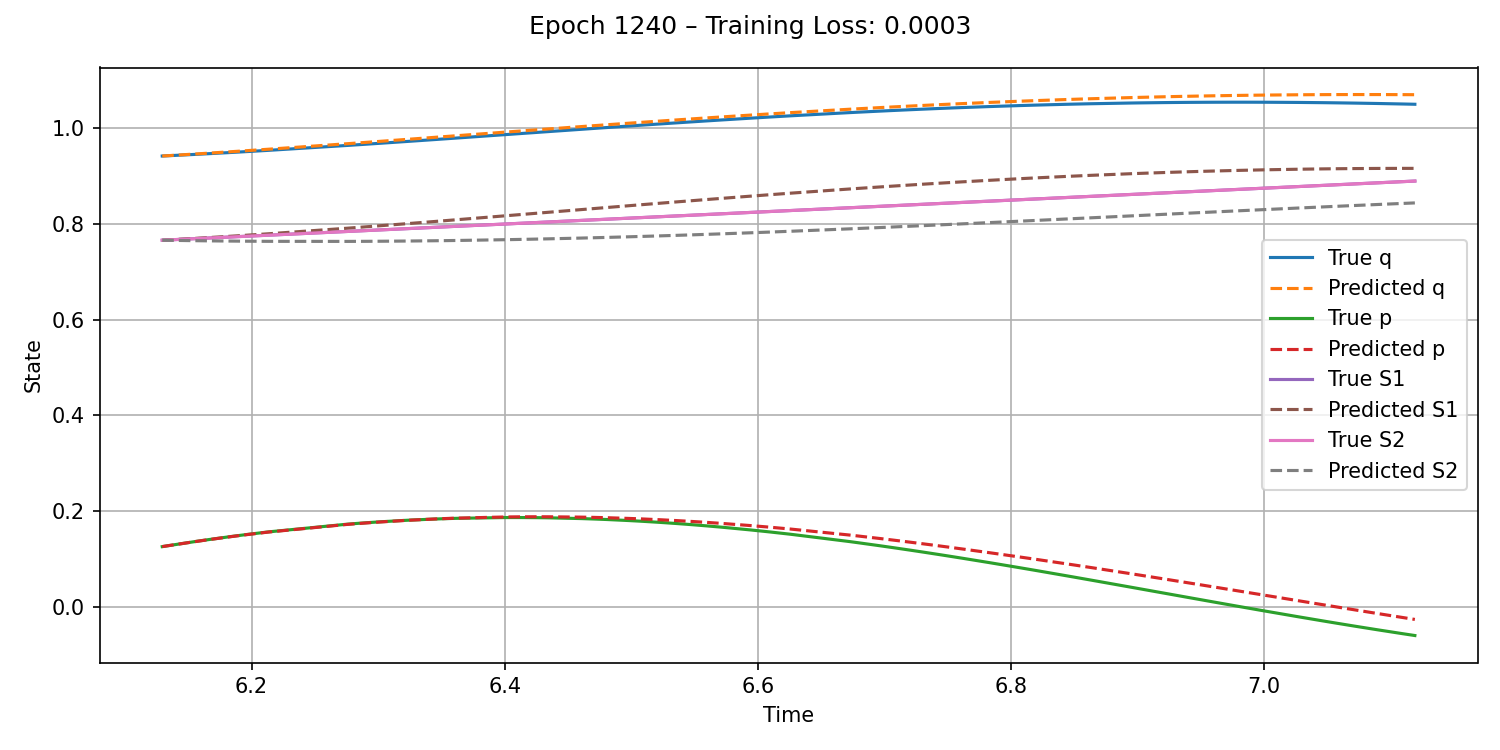 Epoch 1240 – Training Loss: 0.0003
1.0
0.8
0.6
0.4
0.2
0.0
State
True q
Predicted q
True p
Predicted p
True S1
Predicted S1
True S2
Predicted S2
6.2 6.4 6.6 6.8 7.0
Time